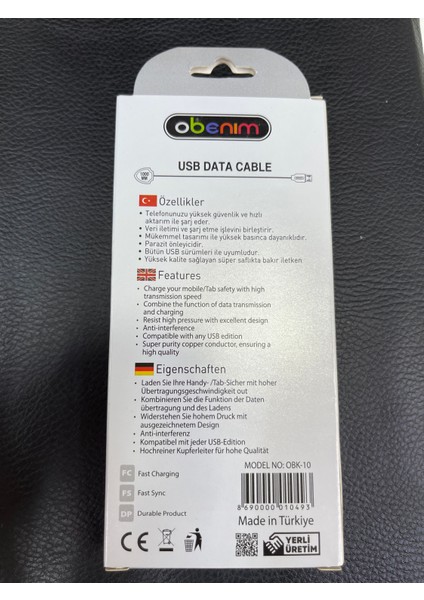 obenim
USB DATA CABLE
1000
MM
Özellikler
• Telefonunuzu yüksek güvenlik ve hızlı
aktarım ile şarj eder.
• Veri iletimi ve şarj etme işlevini birleştirir.
• Mükemmel tasarımı ile yüksek basınca dayanıklıdır.
• Parazit önleyicidir.
• Bütün USB sürümleri ile uyumludur.
• Yüksek kalite sağlayan süper saflıkta bakır iletken
Features
• Charge your mobile/Tab safety with high
transmission speed
• Combine the function of data transmission
and charging
• Resist high pressure with excellent design
• Anti-interference
• Compatible with any USB edition
• Super purity copper conductor, ensuring a
high quality
Eigenschaften
• Laden Sie Ihre Handy- /Tab-Sicher mit hoher
Übertragungsgeschwindigkeit auf.
• Kombinieren Sie die Funktion der Daten
übertragung und des Ladens
• Widerstehen Sie hohem Druck mit
ausgezeichnetem Design
• Anti-interferenz
• Kompatibel mit jeder USB-Edition
• Hochreiner Kupferleiter für hohe Qualität
MODEL NO: OBK-10
FC Fast Charging
FS Fast Sync
DP Durable Product
8 690000 010493
Made in Türkiye
CE
YERLİ
ÜRETİM